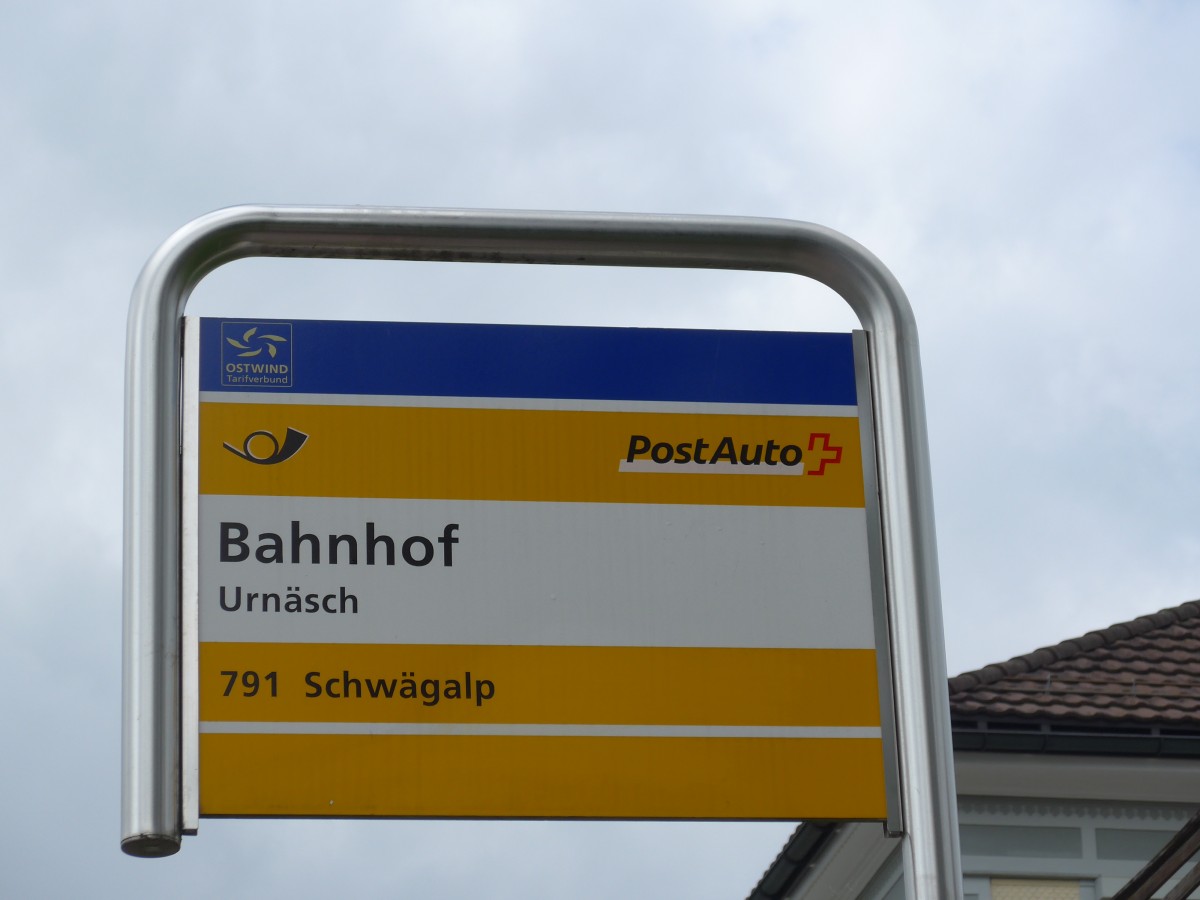 OSTWIND
Tarifverbund
PostAuto
Bahnhof
Urnäsch
791 Schwägalp